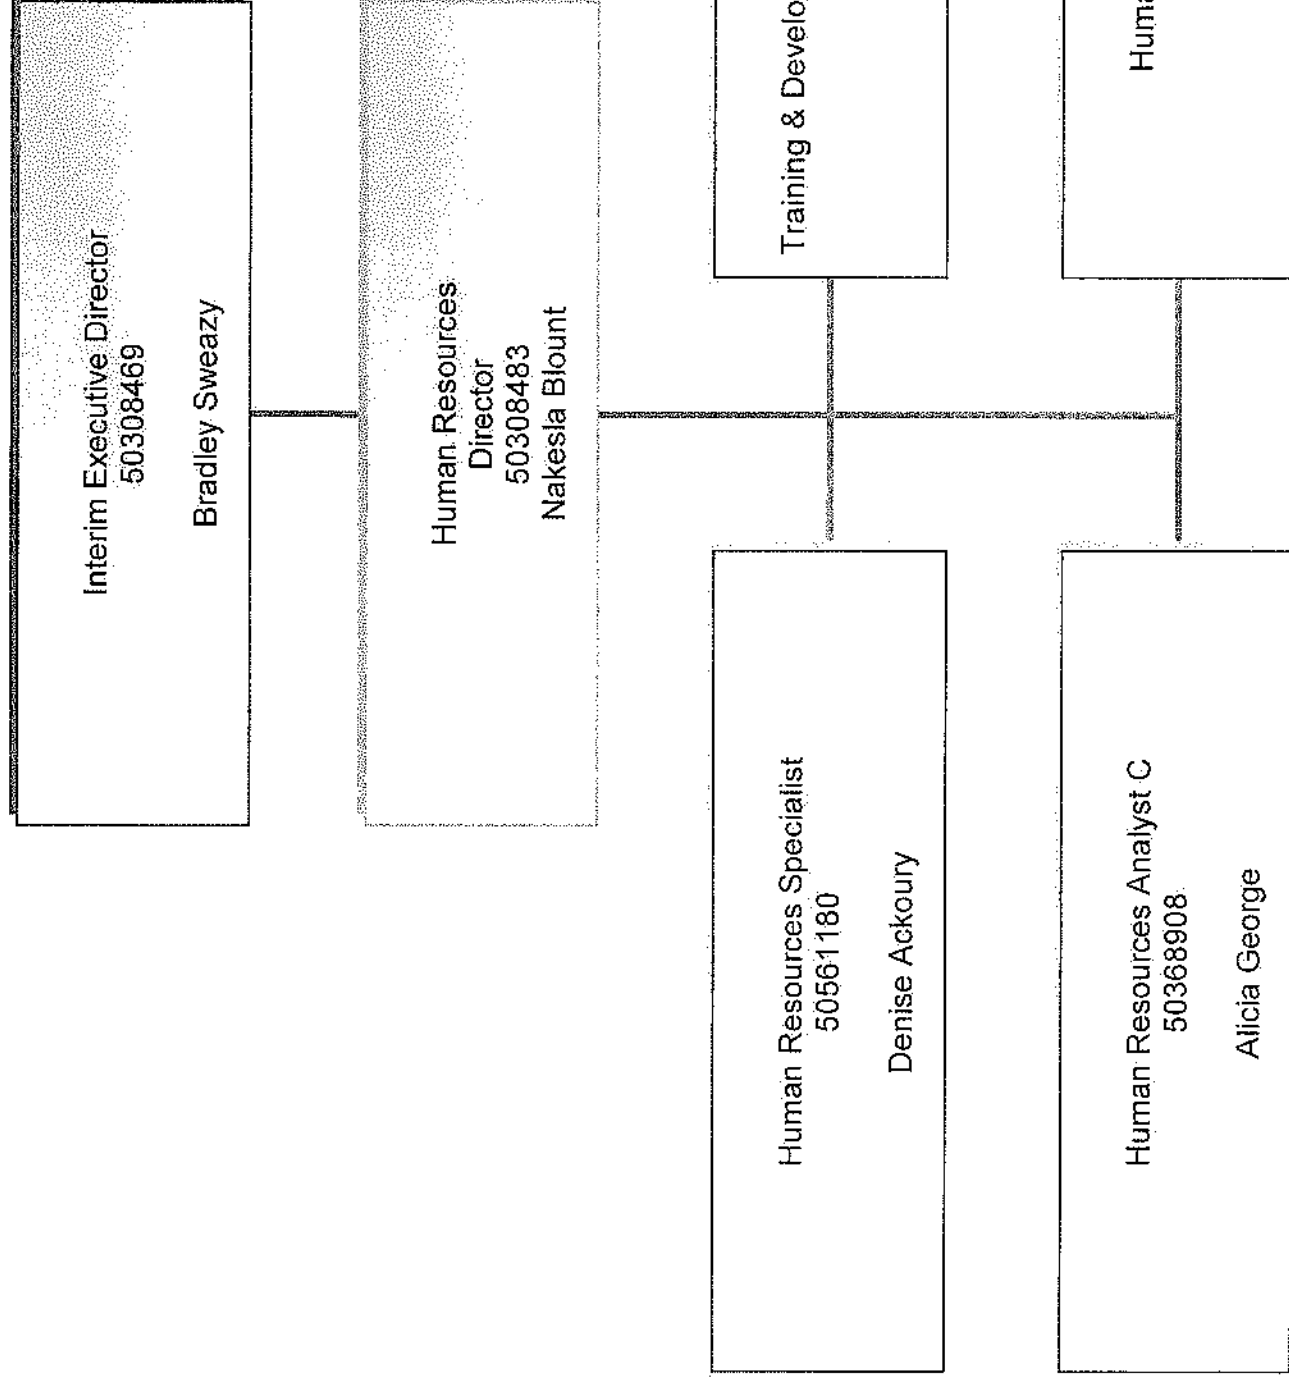 Interim Executive Director
50308469
Bradley Sweazy
Human Resources
Director
50308483
Nakesla Blount
Human Resources Specialist
50561180
Denise Ackoury
Training & Develo
Human Resources Analyst C
50368908
Alicia George
Huma